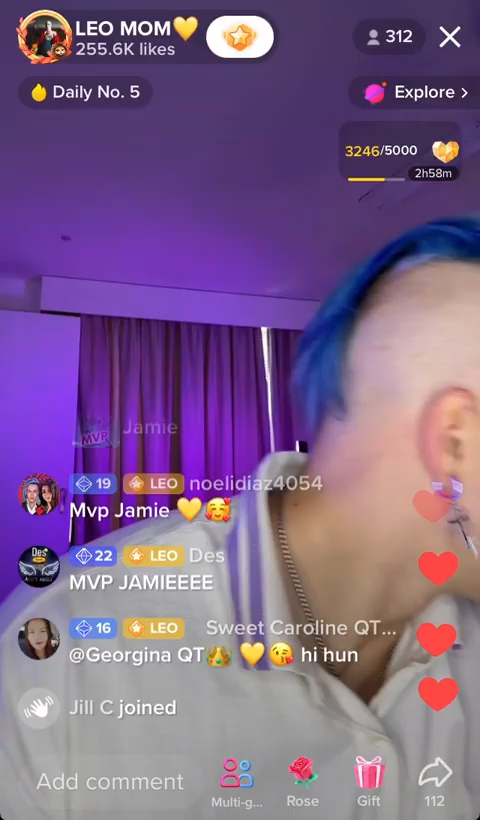 LEO MOM💛
255.6K likes
312
Daily No. 5
Explore >
3246/5000
2h58m
MVP Jamie
19 LEO noelidiaz4054
Mvp Jamie 💛🥰
Des
22 LEO Des
MVP JAMIEEEE
16 LEO Sweet Caroline QT...
@Georgina QT👑 💛😘 hi hun
Jill C joined
Add comment
Multi-g...
Rose
Gift
112